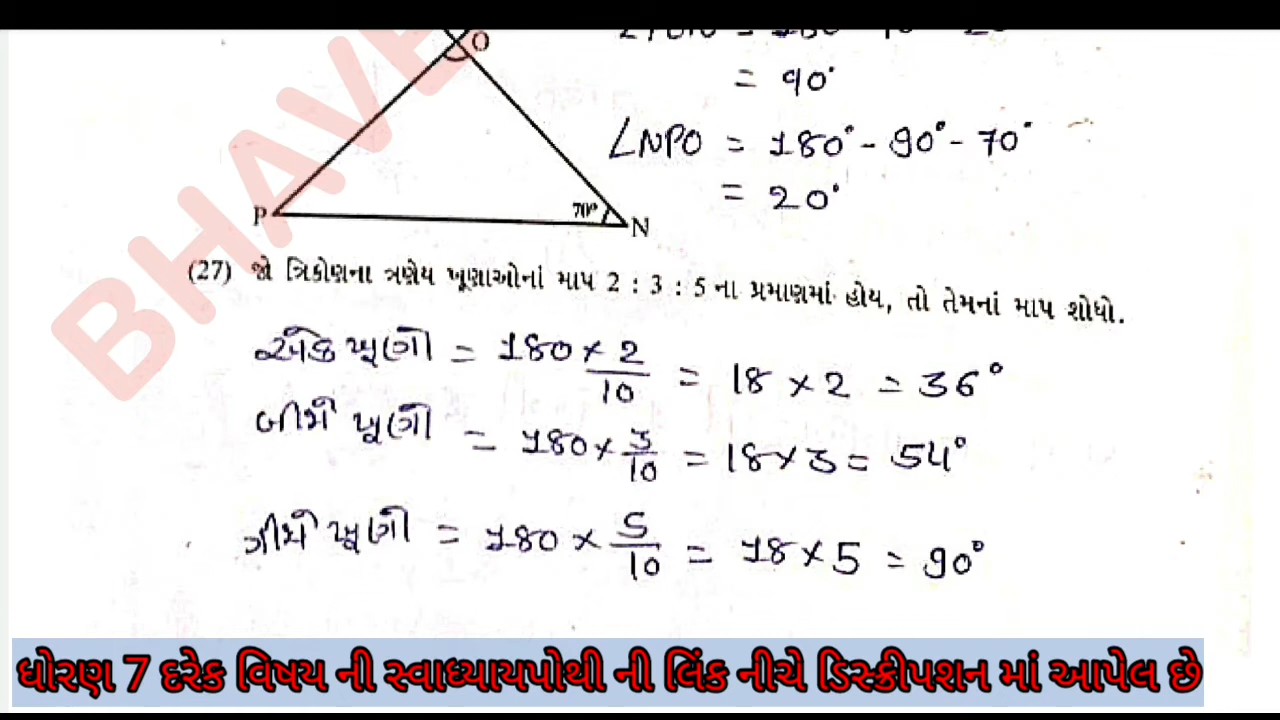 O
= 90°
∠NPO = 180° - 90° - 70°
= 20°
P
70°
N
BHAVE
(27) જો ત્રિકોણના ત્રણેય ખૂણાઓનાં માપ 2 : 3 : 5 ના પ્રમાણમાં હોય, તો તેમનાં માપ શોધો.
એક ખૂણો = 180 × 2/10 = 18 × 2 = 36°
બીજો ખૂણો = 180 × 3/10 = 18 × 3 = 54°
ત્રીજો ખૂણો = 180 × 5/10 = 18 × 5 = 90°
ધોરણ 7 દરેક વિષય ની સ્વાધ્યાયપોથી ની લિંક નીચે ડિસ્ક્રીપશન માં આપેલ છે